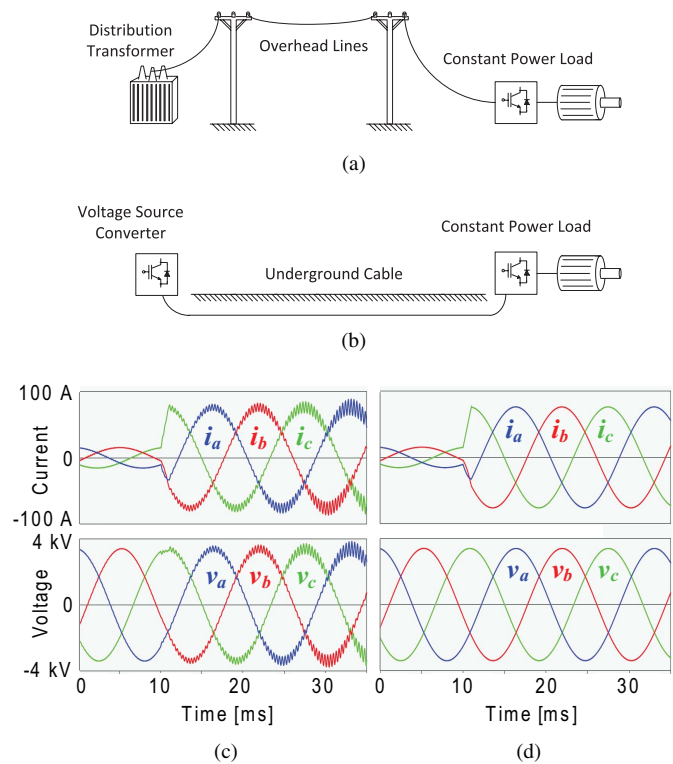 Distribution
Transformer
Overhead Lines
Constant Power Load
(a)
Voltage Source
Converter
Constant Power Load
Underground Cable
(b)
100 A
0
-100 A
Current
i_a i_b i_c
i_a i_b i_c
4 kV
0
-4 kV
Voltage
v_a v_b v_c
v_a v_b v_c
0 10 20 30
0 10 20 30
Time [ms]
Time [ms]
(c)
(d)